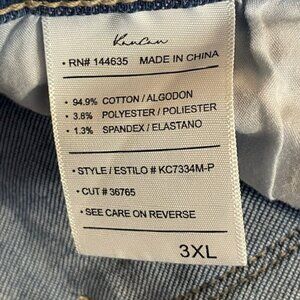 KanCan
• RN# 144635 MADE IN CHINA
• 94.9% COTTON / ALGODON
• 3.8% POLYESTER / POLIESTER
• 1.3% SPANDEX / ELASTANO
• STYLE / ESTILO # KC7334M-P
• CUT # 36765
• SEE CARE ON REVERSE
3XL